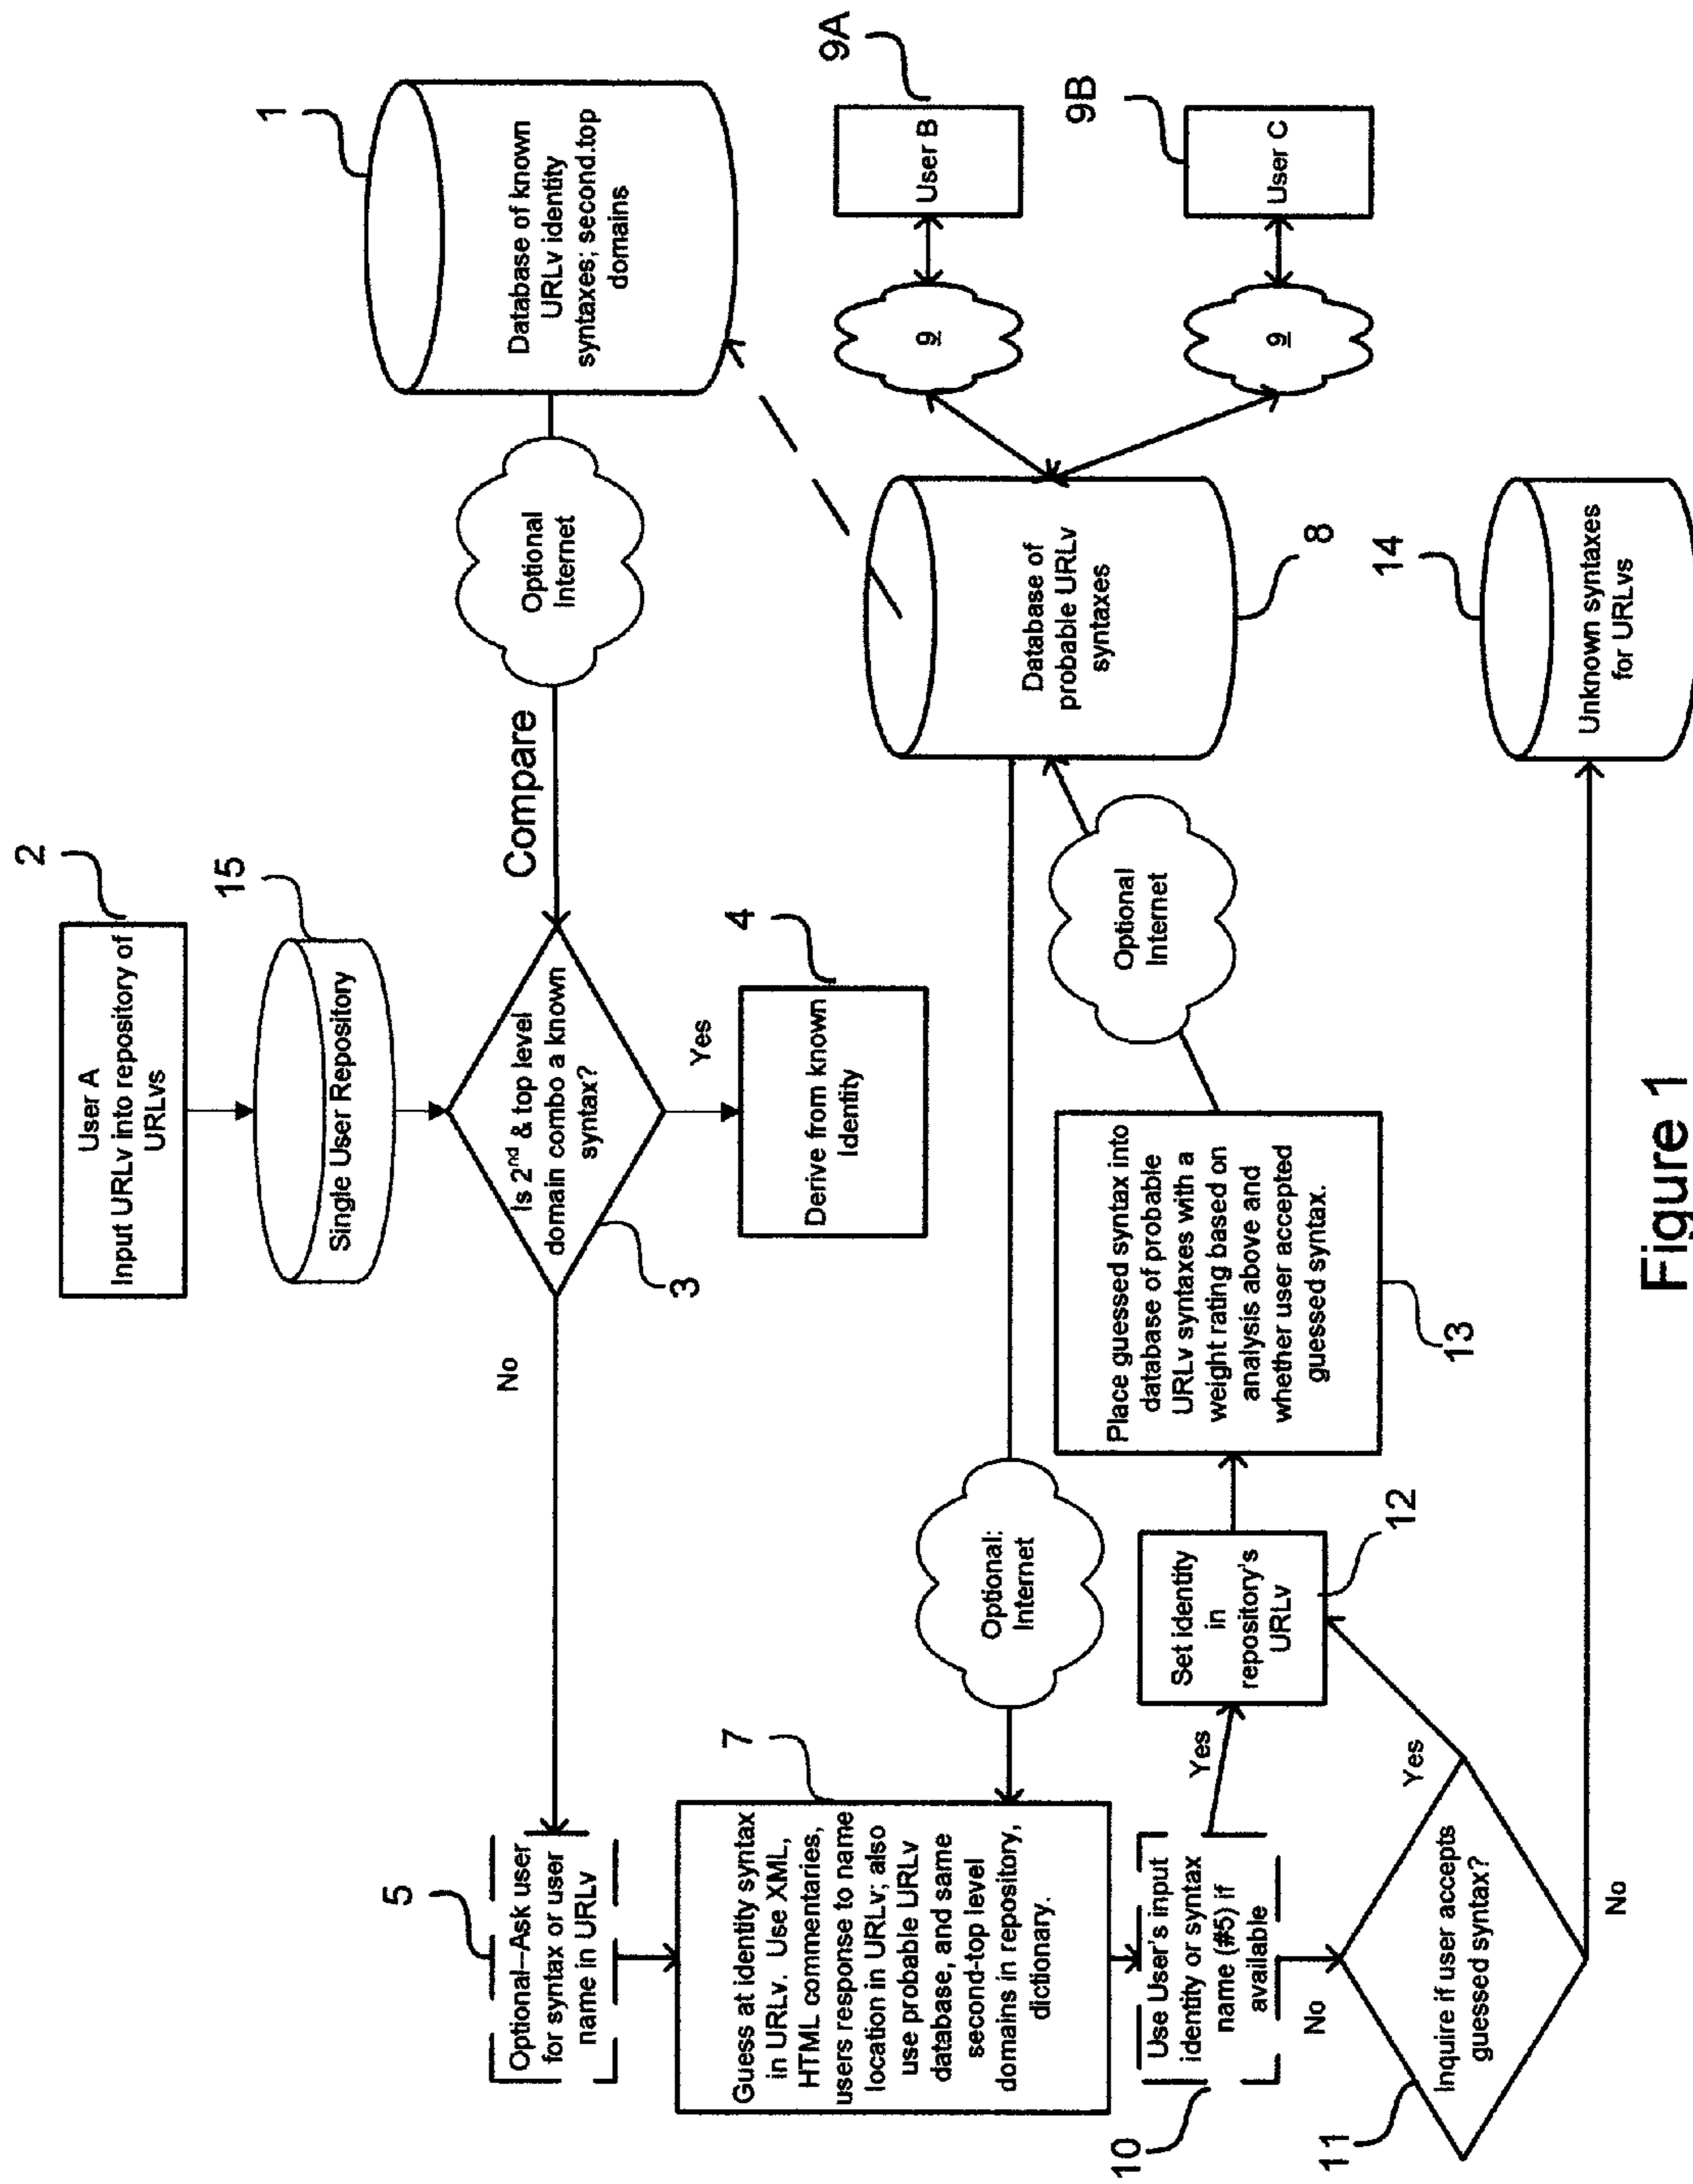 2
User A
Input URLv into repository of
URLvs
15
Single User Repository
1
Database of known
URLv identity
syntaxes; second.top
domains
Optional
Internet
Compare
Is 2nd & top level
domain combo a known
syntax?
3
No
Yes
4
Derive from known
Identity
5
Optional--Ask user
for syntax or user
name in URLv
7
Guess at identity syntax
in URLv. Use XML,
HTML commentaries,
users response to name
location in URLv; also
use probable URLv
database, and same
second-top level
domains in repository,
dictionary.
Optional:
Internet
Database of
probable URLv
syntaxes
8
9
User B
9A
9
User C
9B
10
Use User's input
identity or syntax
name (#5) if
available
Yes
No
Set identity
in
repository's
URLv
12
Place guessed syntax into
database of probable
URLv syntaxes with a
weight rating based on
analysis above and
whether user accepted
guessed syntax.
13
Optional
Internet
11
Inquire if user accepts
guessed syntax?
Yes
No
14
Unknown syntaxes
for URLvs
Figure 1